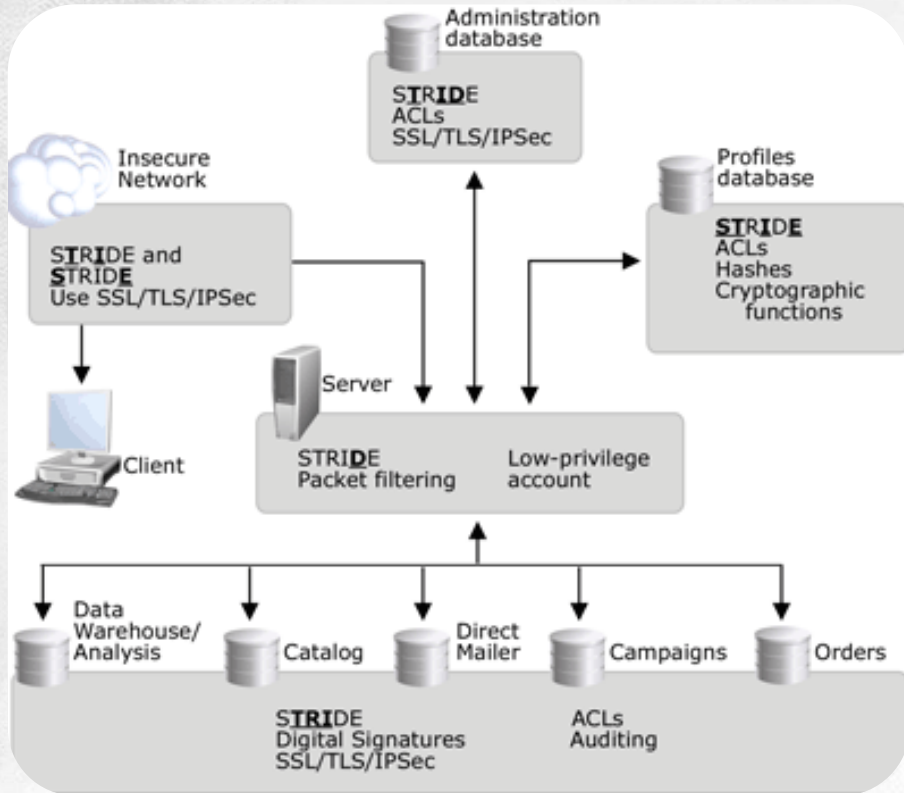 Administration
database
STRIDE
ACLs
SSL/TLS/IPSec
Insecure
Network
STRIDE and
STRIDE
Use SSL/TLS/IPSec
Profiles
database
STRIDE
ACLs
Hashes
Cryptographic
functions
Client
Server
STRIDE
Packet filtering
Low-privilege
account
Data
Warehouse/
Analysis
Catalog
Direct
Mailer
Campaigns
Orders
STRIDE
Digital Signatures
SSL/TLS/IPSec
ACLs
Auditing